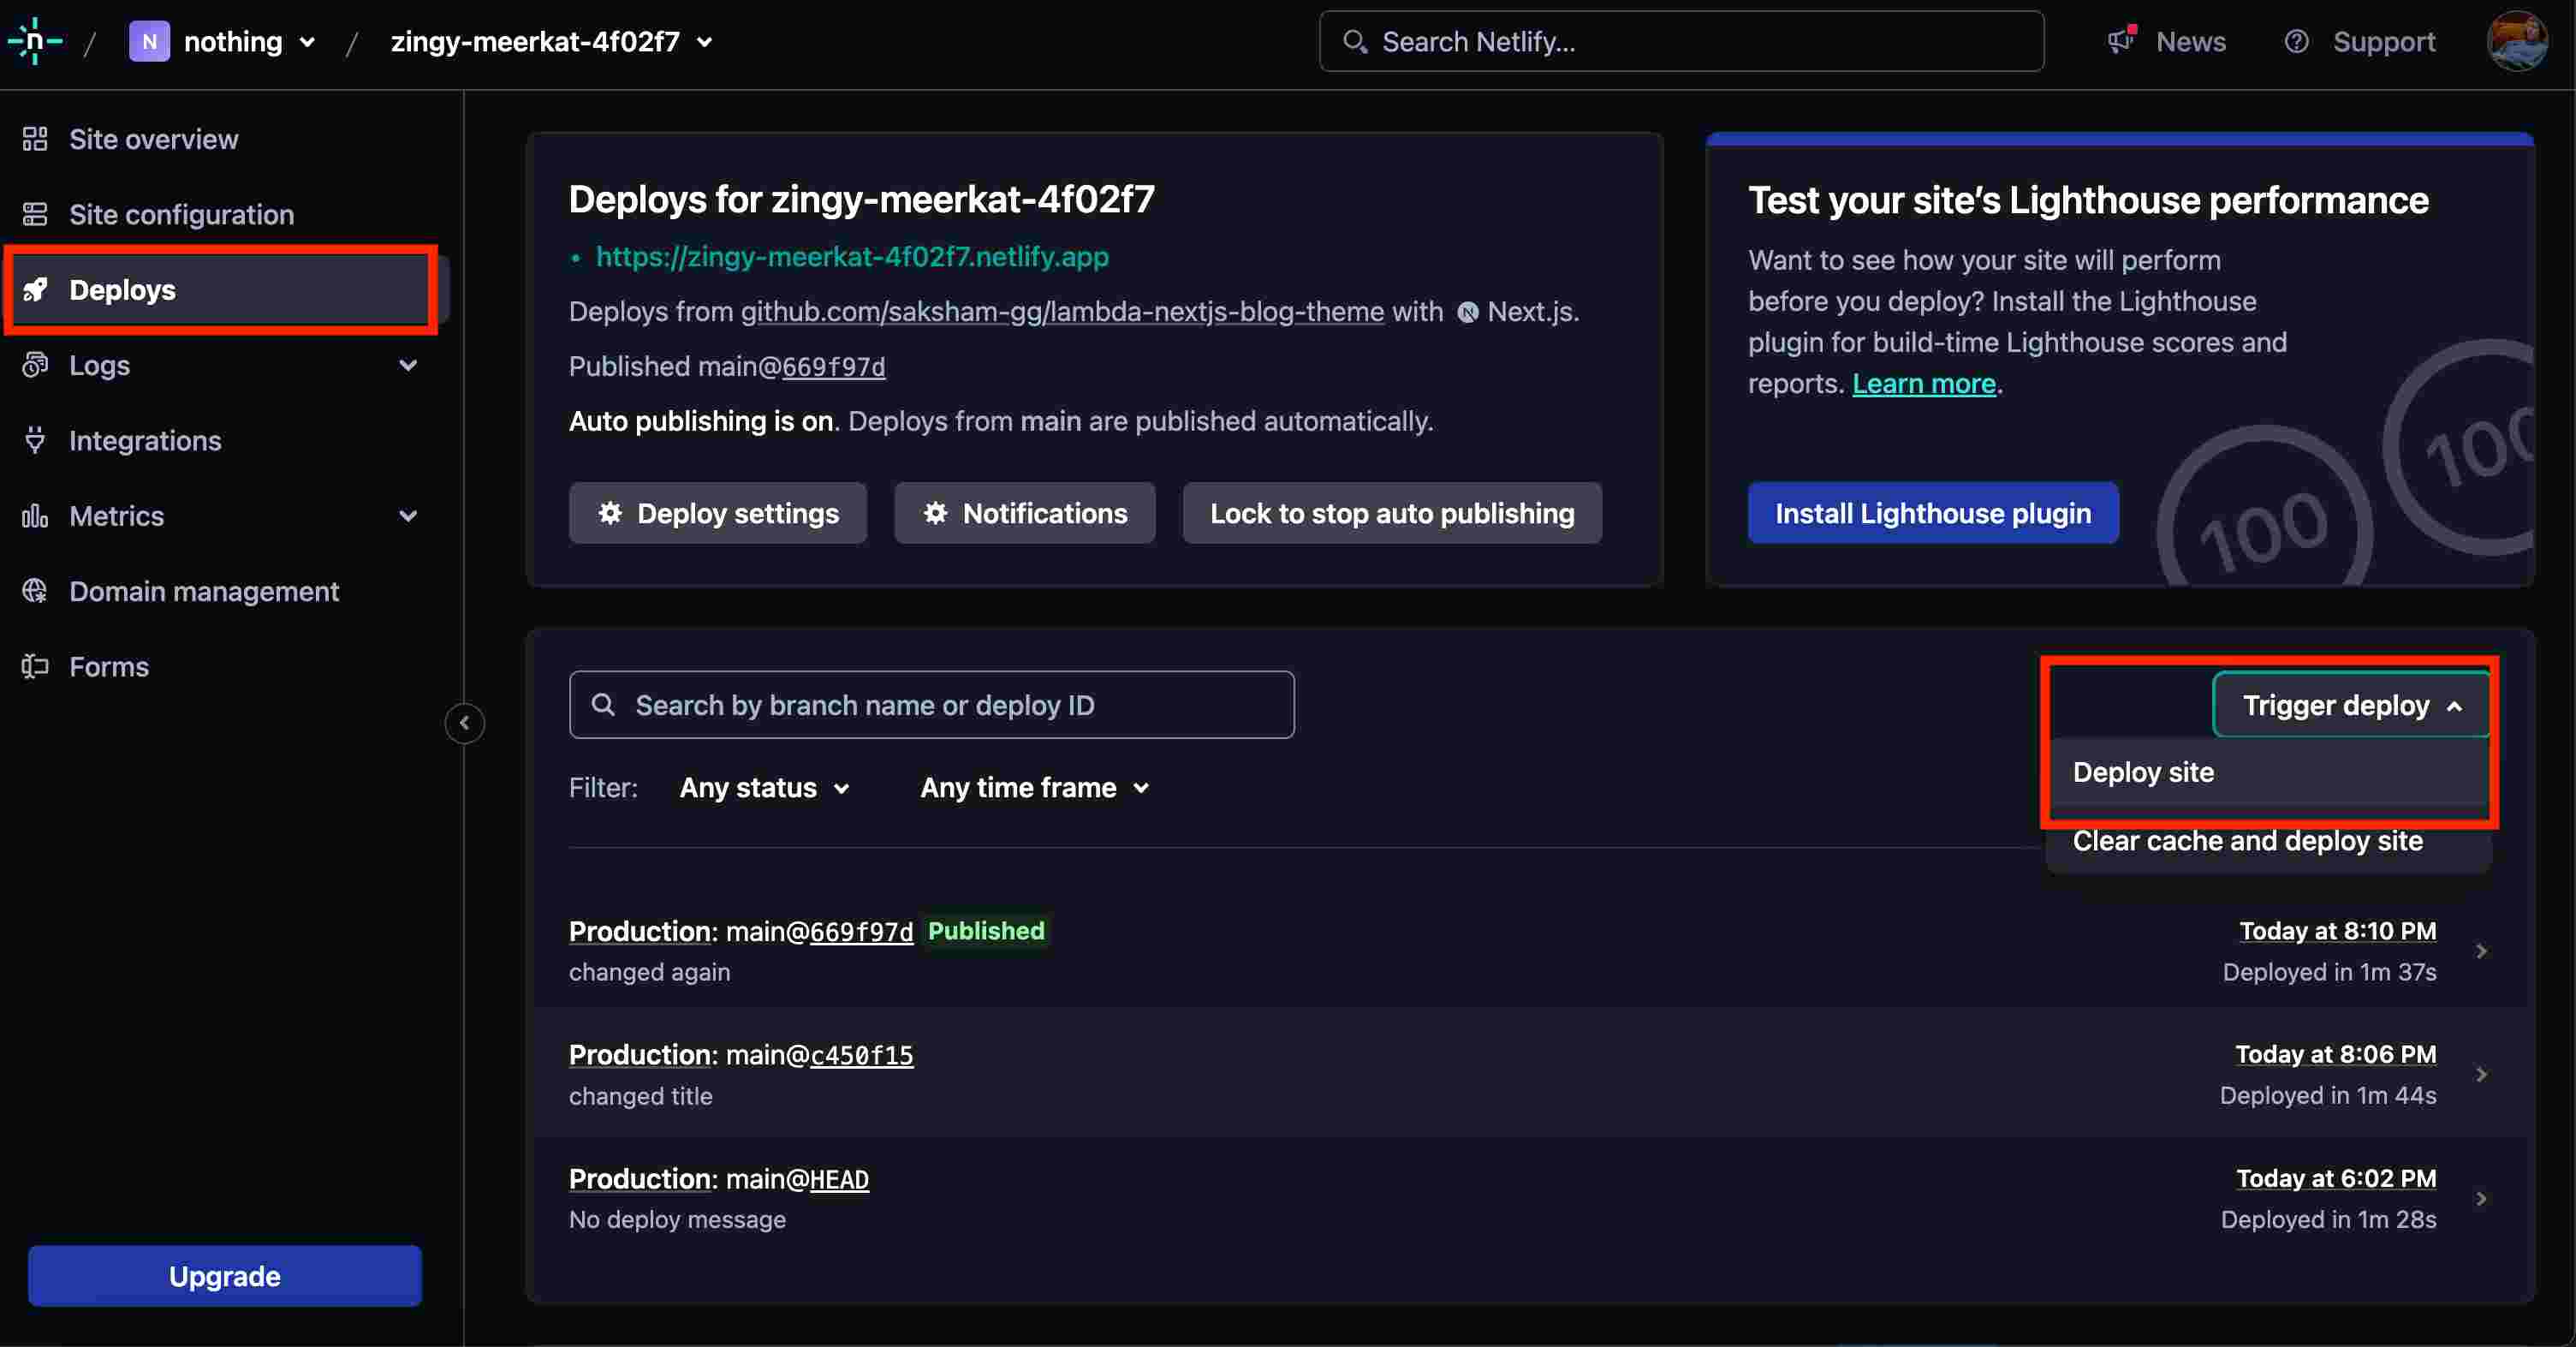 n / N nothing / zingy-meerkat-4f02f7
Search Netlify...
News
Support
Site overview
Site configuration
Deploys
Logs
Integrations
Metrics
Domain management
Forms
Upgrade
Deploys for zingy-meerkat-4f02f7
• https://zingy-meerkat-4f02f7.netlify.app
Deploys from github.com/saksham-gg/lambda-nextjs-blog-theme with N Next.js.
Published main@669f97d
Auto publishing is on. Deploys from main are published automatically.
Deploy settings
Notifications
Lock to stop auto publishing
Test your site’s Lighthouse performance
Want to see how your site will perform
before you deploy? Install the Lighthouse
plugin for build-time Lighthouse scores and
reports. Learn more.
Install Lighthouse plugin
100
100
Search by branch name or deploy ID
Trigger deploy
Deploy site
Clear cache and deploy site
Filter: Any status Any time frame
Production: main@669f97d Published
changed again
Today at 8:10 PM
Deployed in 1m 37s
Production: main@c450f15
changed title
Today at 8:06 PM
Deployed in 1m 44s
Production: main@HEAD
No deploy message
Today at 6:02 PM
Deployed in 1m 28s